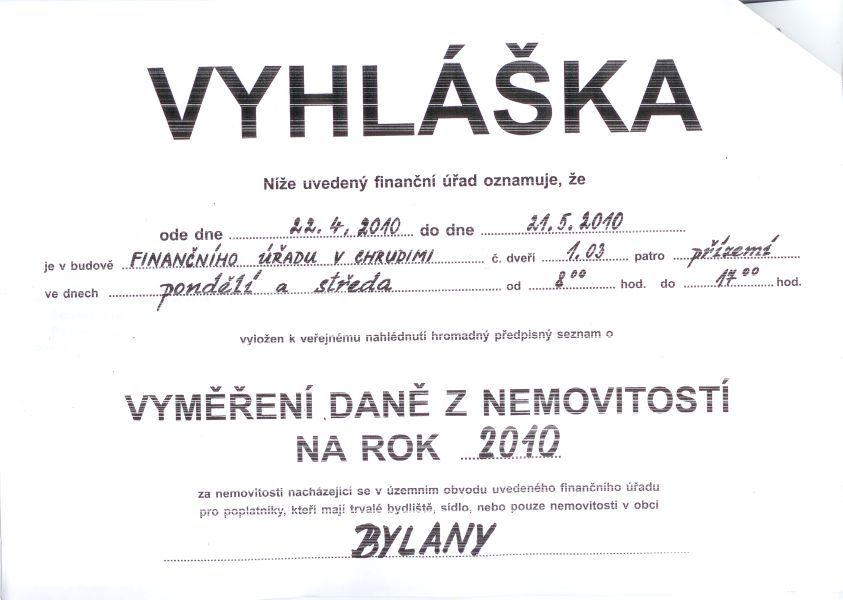 VYHLÁŠKA
Níže uvedený finanční úřad oznamuje, že
ode dne 22.4.2010 do dne 21.5.2010
je v budově FINANČNÍHO ÚŘADU V CHRUDIMI č. dveří 1.03 patro přízemí
ve dnech pondělí a středa od 8⁰⁰ hod. do 17⁰⁰ hod.
vyložen k veřejnému nahlédnutí hromadný předpisný seznam o
VYMĚŘENÍ DANĚ Z NEMOVITOSTÍ
NA ROK 2010
za nemovitosti nacházející se v územním obvodu uvedeného finančního úřadu
pro poplatníky, kteří mají trvalé bydliště, sídlo, nebo pouze nemovitosti v obci
BYLANY